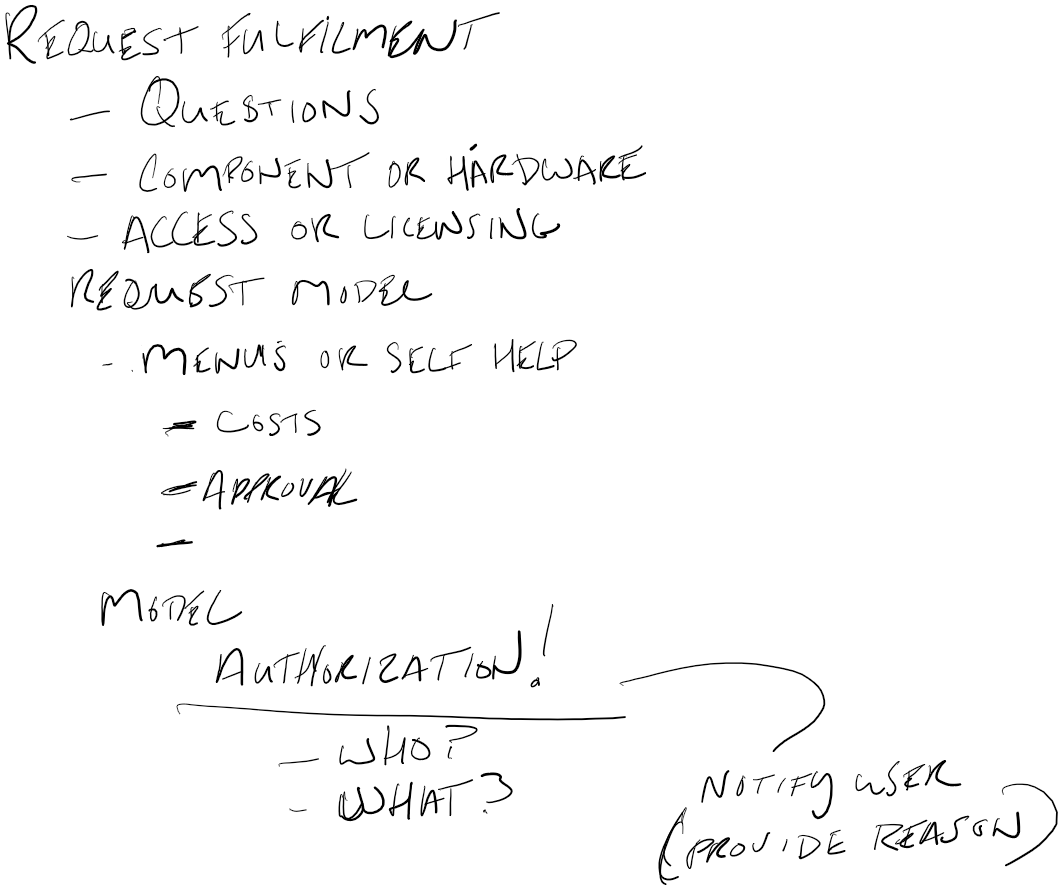 REQUEST FULFILMENT
- QUESTIONS
- COMPONENT OR HARDWARE
- ACCESS OR LICENSING
REQUEST MODEL
- MENUS OR SELF HELP
- COSTS
- APPROVAL
-
MODEL
AUTHORIZATION!
- WHO?
- WHAT?
NOTIFY USER
(PROVIDE REASON)